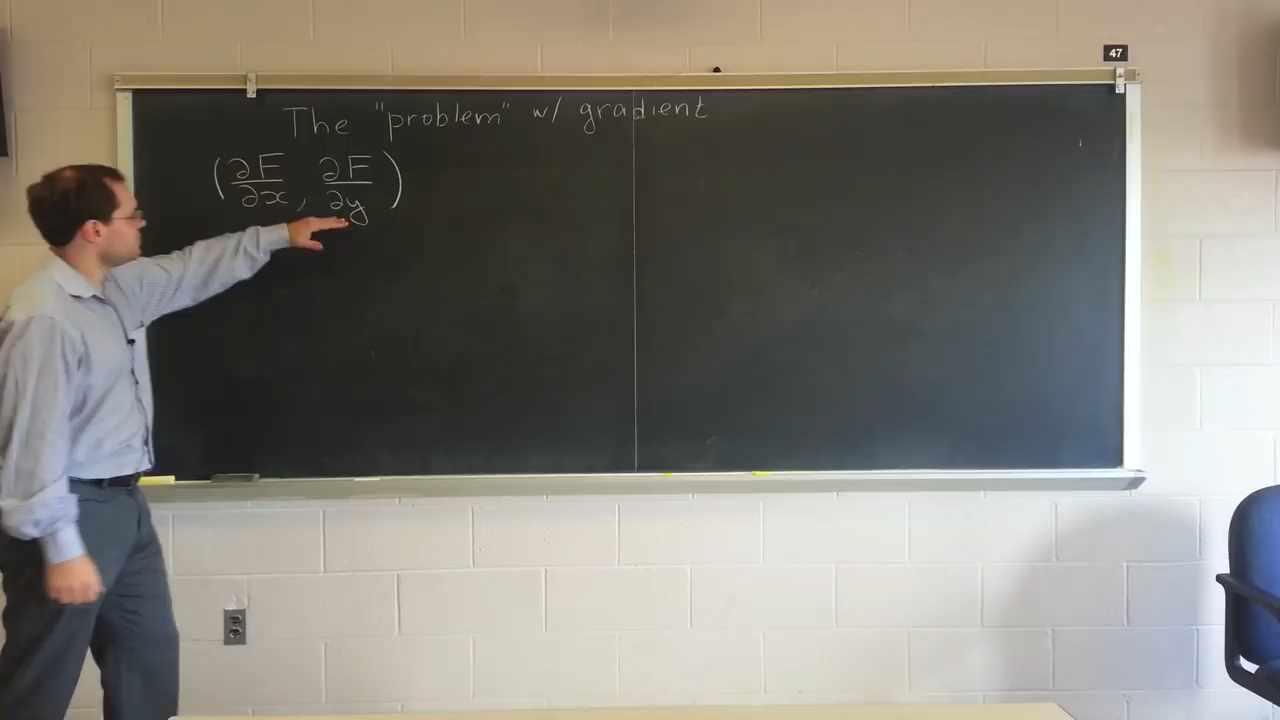 The "problem" w/ gradient
(∂F/∂x, ∂F/∂y)
47